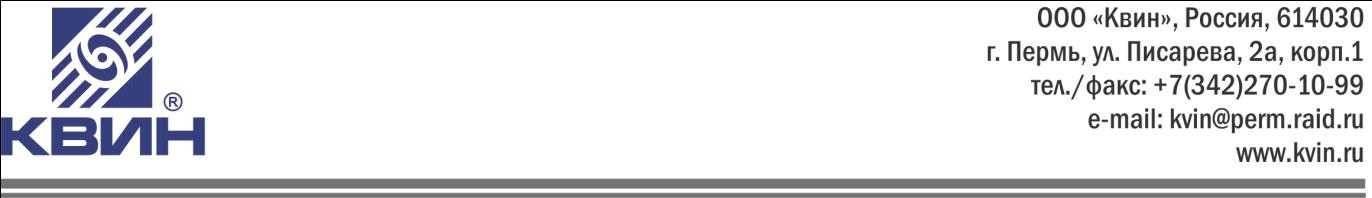 КВИН ®
ООО «Квин», Россия, 614030
г. Пермь, ул. Писарева, 2а, корп.1
тел./факс: +7(342)270-10-99
e-mail: kvin@perm.raid.ru
www.kvin.ru